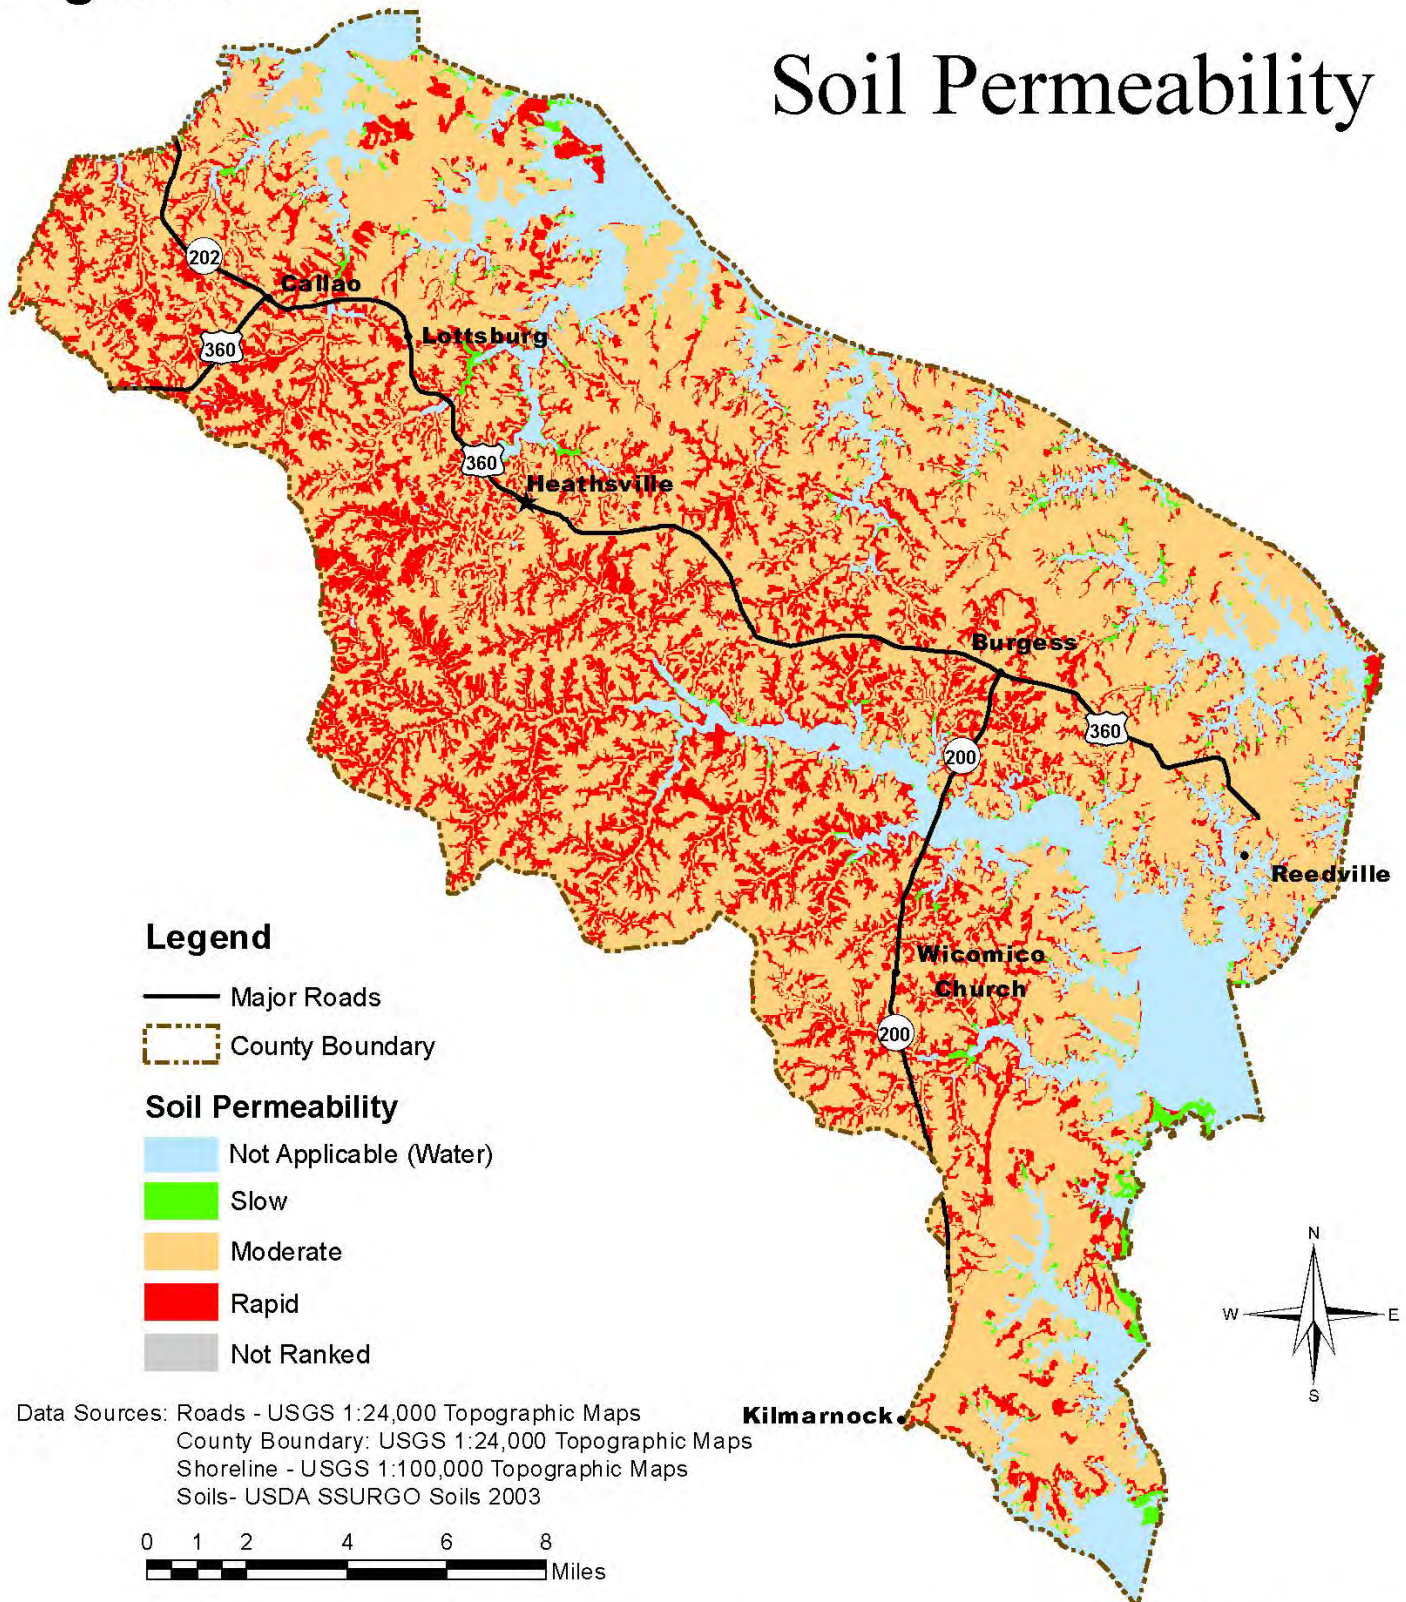 Soil Permeability
202
Callao
360
Lottsburg
360
Heathsville
Burgess
360
200
Reedville
Wicomico
Church
200
Kilmarnock
Legend
Major Roads
County Boundary
Soil Permeability
Not Applicable (Water)
Slow
Moderate
Rapid
Not Ranked
N
W
E
S
Data Sources: Roads - USGS 1:24,000 Topographic Maps
County Boundary: USGS 1:24,000 Topographic Maps
Shoreline - USGS 1:100,000 Topographic Maps
Soils- USDA SSURGO Soils 2003
0 1 2 4 6 8
Miles